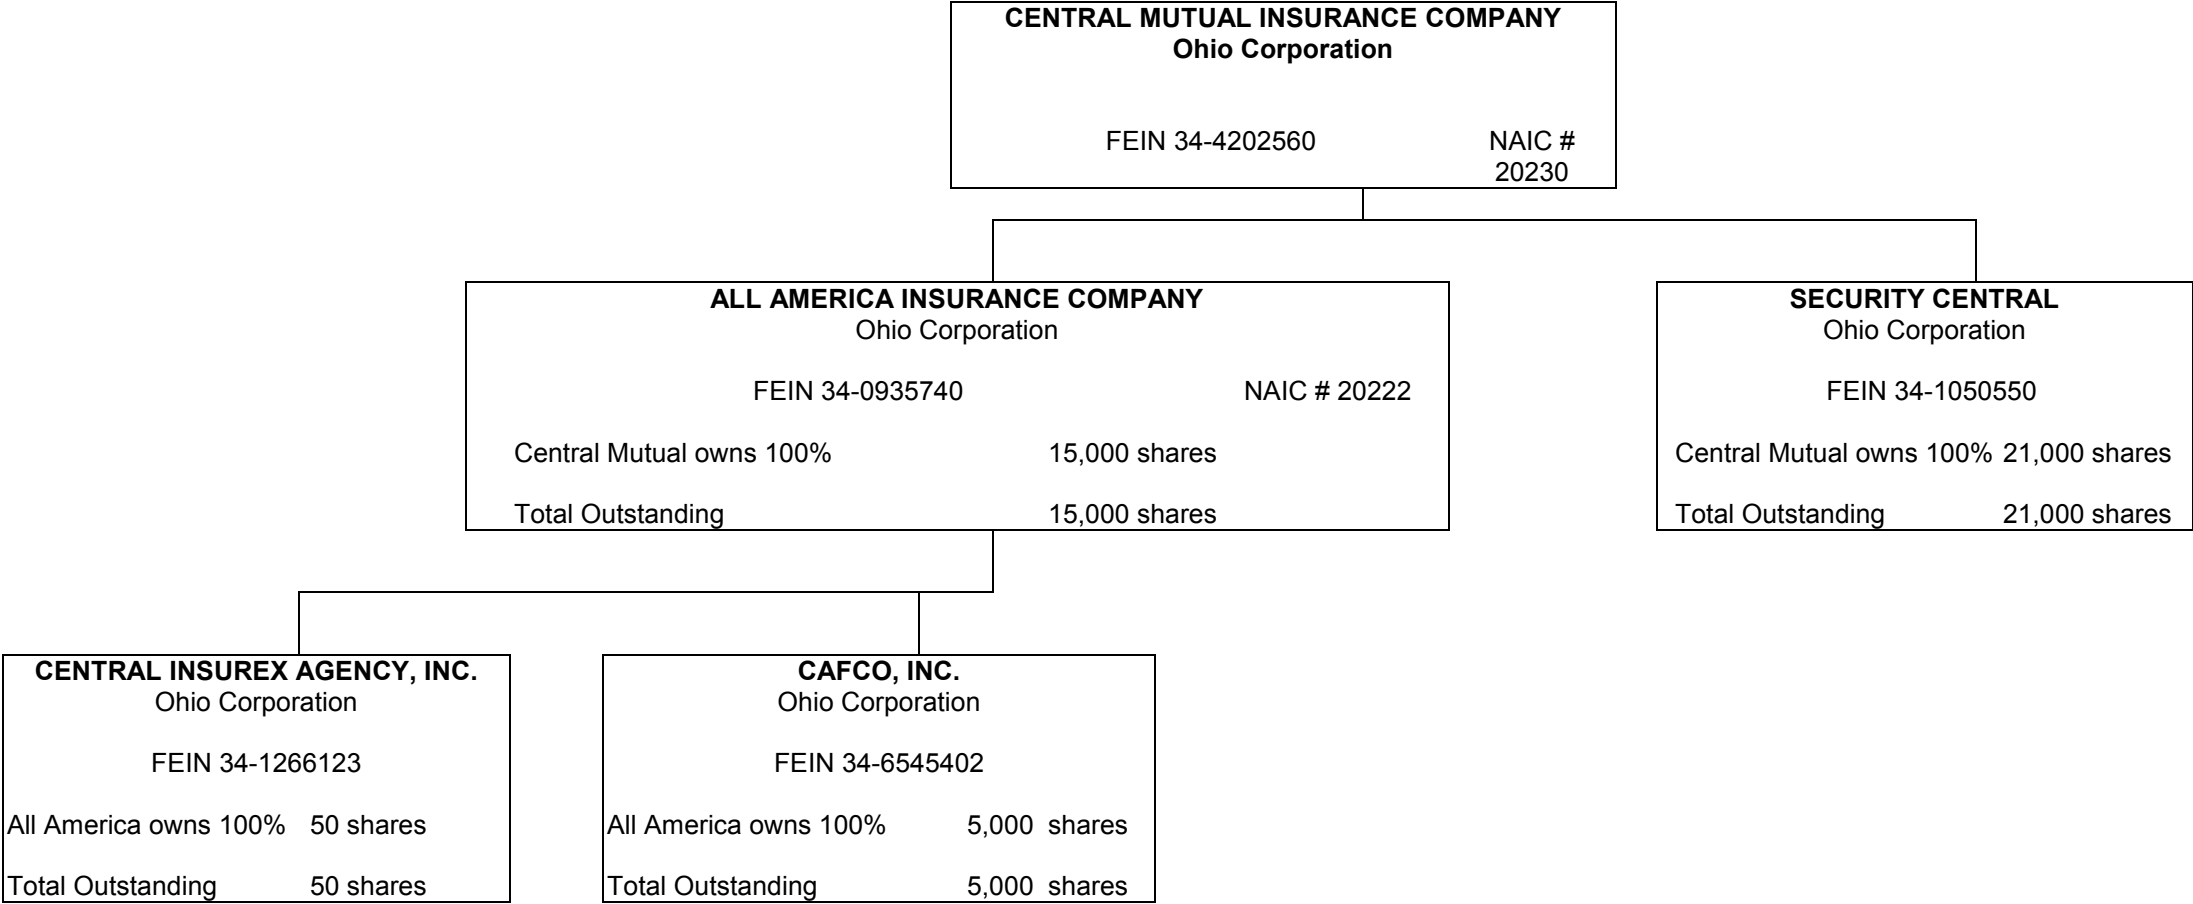 CENTRAL MUTUAL INSURANCE COMPANY
Ohio Corporation
FEIN 34-4202560 NAIC #
20230
ALL AMERICA INSURANCE COMPANY
Ohio Corporation
FEIN 34-0935740 NAIC # 20222
Central Mutual owns 100% 15,000 shares
Total Outstanding 15,000 shares
SECURITY CENTRAL
Ohio Corporation
FEIN 34-1050550
Central Mutual owns 100% 21,000 shares
Total Outstanding 21,000 shares
CENTRAL INSUREX AGENCY, INC.
Ohio Corporation
FEIN 34-1266123
All America owns 100% 50 shares
Total Outstanding 50 shares
CAFCO, INC.
Ohio Corporation
FEIN 34-6545402
All America owns 100% 5,000 shares
Total Outstanding 5,000 shares